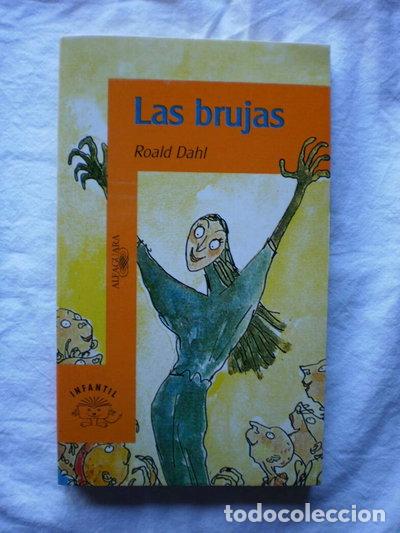 Las brujas
Roald Dahl
ALFAGUARA
INFANTIL
todocoleccion